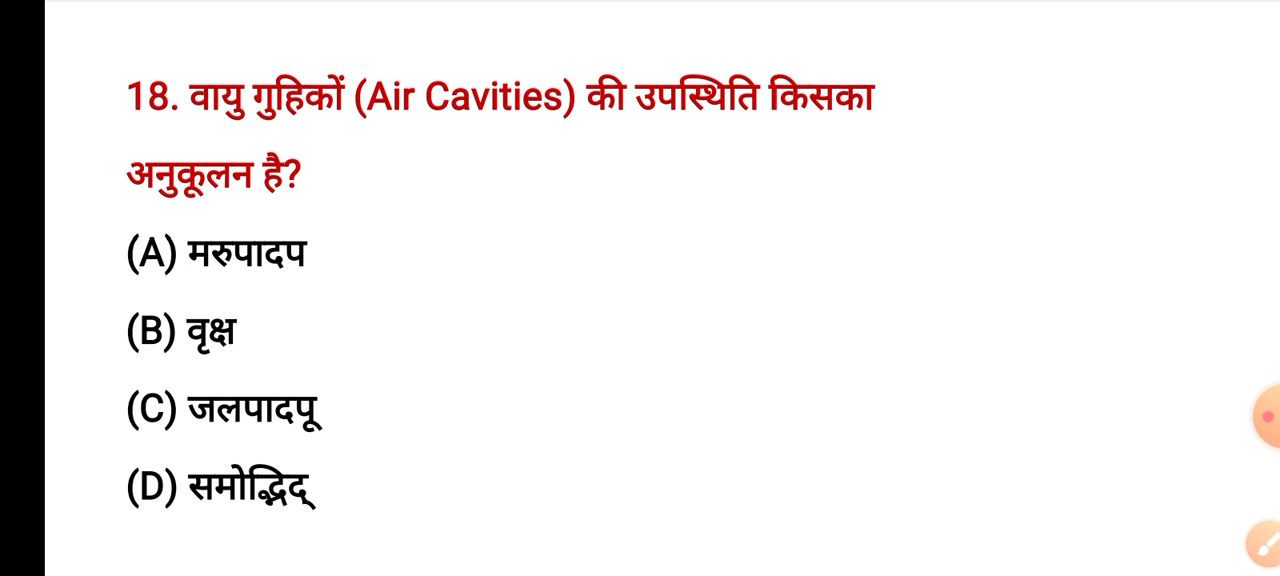 18. वायु गुहिकों (Air Cavities) की उपस्थिति किसका
अनुकूलन है?
(A) मरुपादप
(B) वृक्ष
(C) जलपादपू
(D) समोद्भिद्